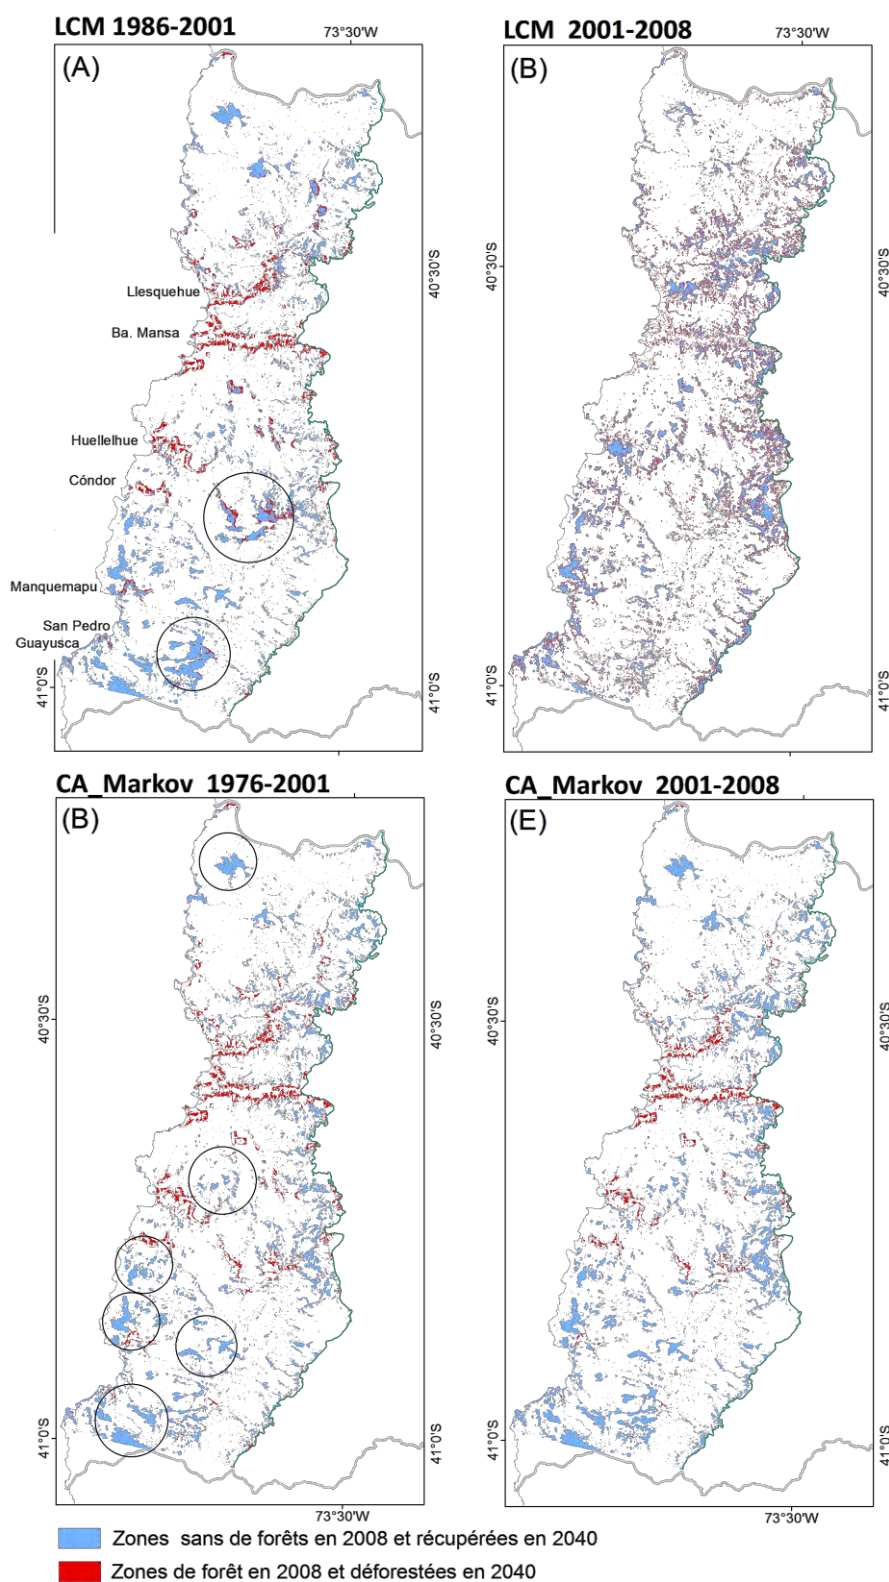 LCM 1986-2001
73°30'W
LCM  2001-2008
73°30'W
(A)
(B)
40°30'S
40°30'S
Llesquehue
Ba. Mansa
Huellelhue
Cóndor
Manquemapu
San Pedro
Guayusca
41°0'S
41°0'S
41°0'S
CA_Markov  1976-2001
CA_Markov  2001-2008
(B)
(E)
40°30'S
40°30'S
40°30'S
40°30'S
41°0'S
41°0'S
41°0'S
41°0'S
73°30'W
73°30'W
Zones  sans de forêts en 2008 et récupérées en 2040
Zones de forêt en 2008 et déforestées en 2040